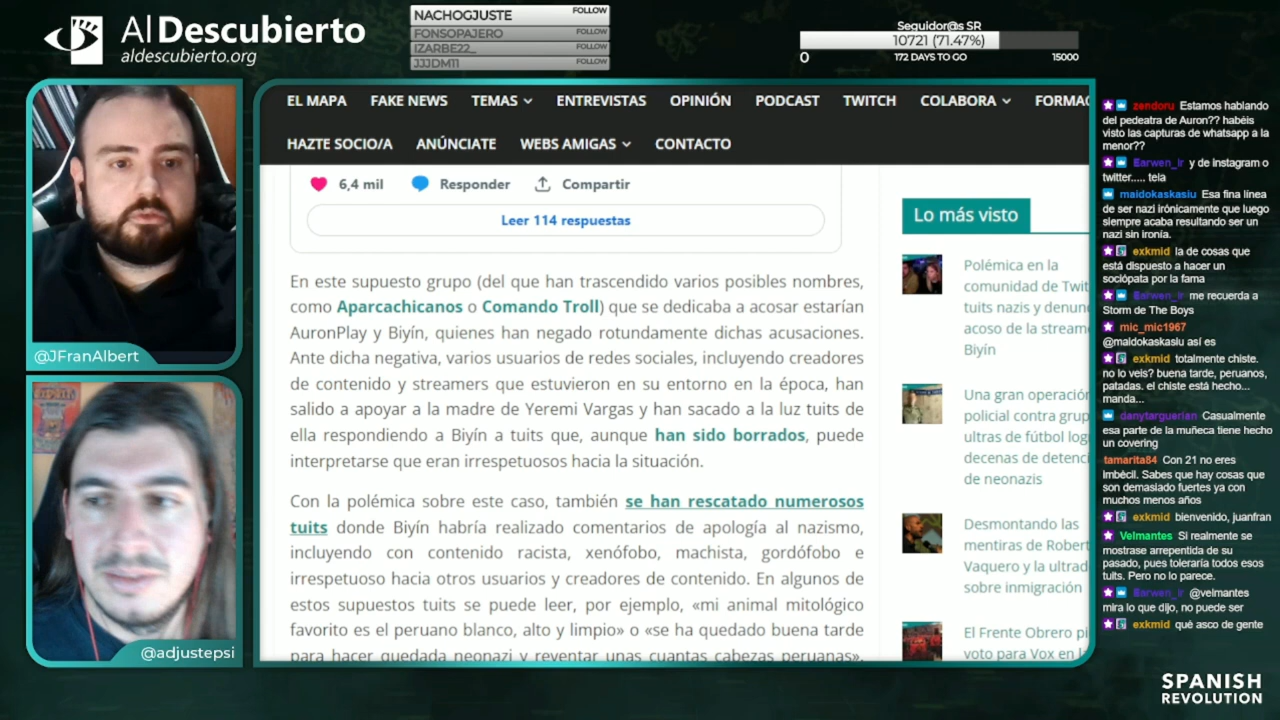 Al Descubierto
aldescubierto.org
NACHOGJUSTE FOLLOW
FONSOPAJERO FOLLOW
IZARBE22_ FOLLOW
JJJDM11 FOLLOW
Seguidor@s SR
10721 (71.47%)
0 172 DAYS TO GO 15000
@JFranAlbert
@adjustepsi
EL MAPA FAKE NEWS TEMAS ENTREVISTAS OPINIÓN PODCAST TWITCH COLABORA FORMAC
HAZTE SOCIO/A ANÚNCIATE WEBS AMIGAS CONTACTO
6,4 mil Responder Compartir
Leer 114 respuestas
En este supuesto grupo (del que han trascendido varios posibles nombres,
como Aparcachicanos o Comando Troll) que se dedicaba a acosar estarían
AuronPlay y Biyín, quienes han negado rotundamente dichas acusaciones.
Ante dicha negativa, varios usuarios de redes sociales, incluyendo creadores
de contenido y streamers que estuvieron en su entorno en la época, han
salido a apoyar a la madre de Yeremi Vargas y han sacado a la luz tuits de
ella respondiendo a Biyín a tuits que, aunque han sido borrados, puede
interpretarse que eran irrespetuosos hacia la situación.
Con la polémica sobre este caso, también se han rescatado numerosos
tuits donde Biyín habría realizado comentarios de apología al nazismo,
incluyendo con contenido racista, xenófobo, machista, gordófobo e
irrespetuoso hacia otros usuarios y creadores de contenido. En algunos de
estos supuestos tuits se puede leer, por ejemplo, «mi animal mitológico
favorito es el peruano blanco, alto y limpio» o «se ha quedado buena tarde
para hacer quedada neonazi y reventar unas cuantas cabezas peruanas».
Lo más visto
Polémica en la
comunidad de Twit
tuits nazis y denunc
acoso de la streame
Biyín
Una gran operación
policial contra grup
ultras de fútbol log
decenas de detenci
de neonazis
Desmontando las
mentiras de Robert
Vaquero y la ultrad
sobre inmigración
El Frente Obrero pi
voto para Vox en l
zendoru Estamos hablando
del pedeatra de Auron?? habéis
visto las capturas de whatsapp a la
menor??
Earwen_ir y de instagram o
twitter..... tela
maidokaskasiu Esa fina línea
de ser nazi irónicamente que luego
siempre acaba resultando ser un
nazi sin ironía.
exkmid la de cosas que
está dispuesto a hacer un
sociópata por la fama
Earwen_ir me recuerda a
Storm de The Boys
mic_mic1967
@maidokaskasiu así es
exkmid totalmente chiste.
no lo veis? buena tarde, peruanos,
patadas. el chiste está hecho...
manda...
danytarguerian Casualmente
esa parte de la muñeca tiene hecho
un covering
tamarita84 Con 21 no eres
imbécil. Sabes que hay cosas que
son demasiado fuertes ya con
muchos menos años
exkmid bienvenido, juanfran
Velmantes Si realmente se
mostrase arrepentida de su
pasado, pues toleraría todos esos
tuits. Pero no lo parece.
Earwen_ir @velmantes
mira lo que dijo, no puede ser
exkmid qué asco de gente
SPANISH
REVOLUTION